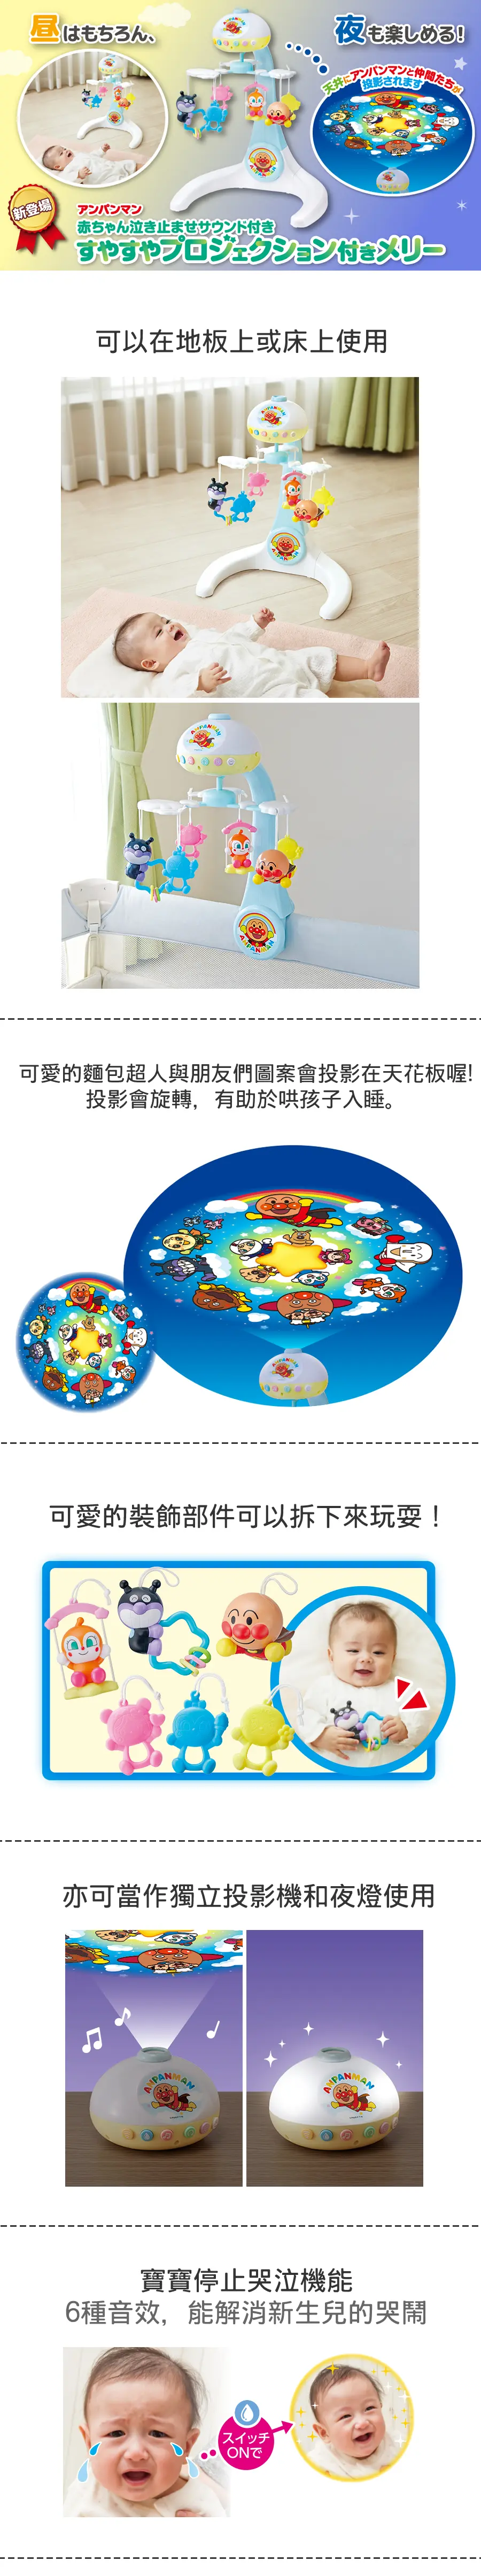 昼はもちろん、
夜も楽しめる!
天井にアンパンマンと仲間たちが
投影されます
新登場
アンパンマン
赤ちゃん泣き止ませサウンド付き
すやすやプロジェクション付きメリー
可以在地板上或床上使用
ANPANMAN
ANPANMAN
ANPANMAN
可愛的麵包超人與朋友們圖案會投影在天花板喔!
投影會旋轉，有助於哄孩子入睡。
可愛的裝飾部件可以拆下來玩耍！
亦可當作獨立投影機和夜燈使用
ANPANMAN
ANPANMAN
寶寶停止哭泣機能
6種音效，能解消新生兒的哭鬧
スイッチ
ONで